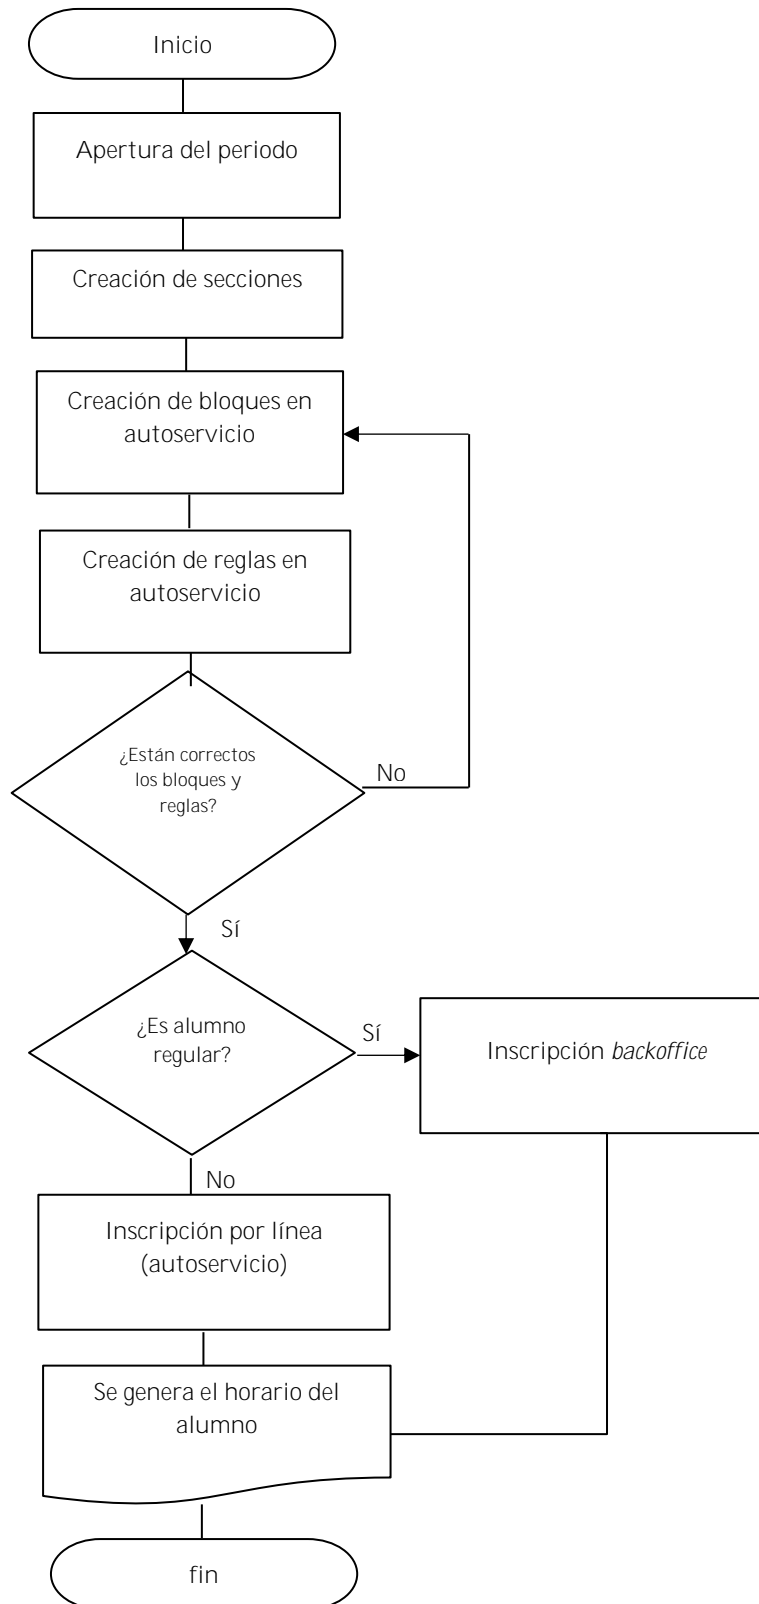 Inicio
Apertura del periodo
Creación de secciones
Creación de bloques en
autoservicio
Creación de reglas en
autoservicio
¿Están correctos
los bloques y
reglas?
No
Sí
¿Es alumno
regular?
Sí
Inscripción backoffice
No
Inscripción por línea
(autoservicio)
Se genera el horario del
alumno
fin